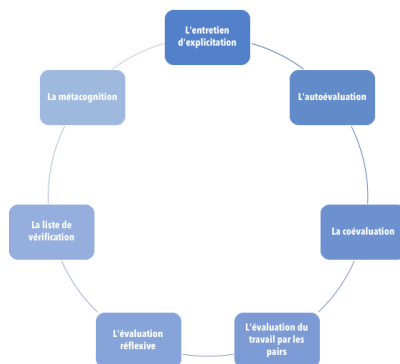 L'entretien
d'explicitation
L'autoévaluation
La coévaluation
L'évaluation du
travail par les
pairs
L'évaluation
réflexive
La liste de
vérification
La métacognition